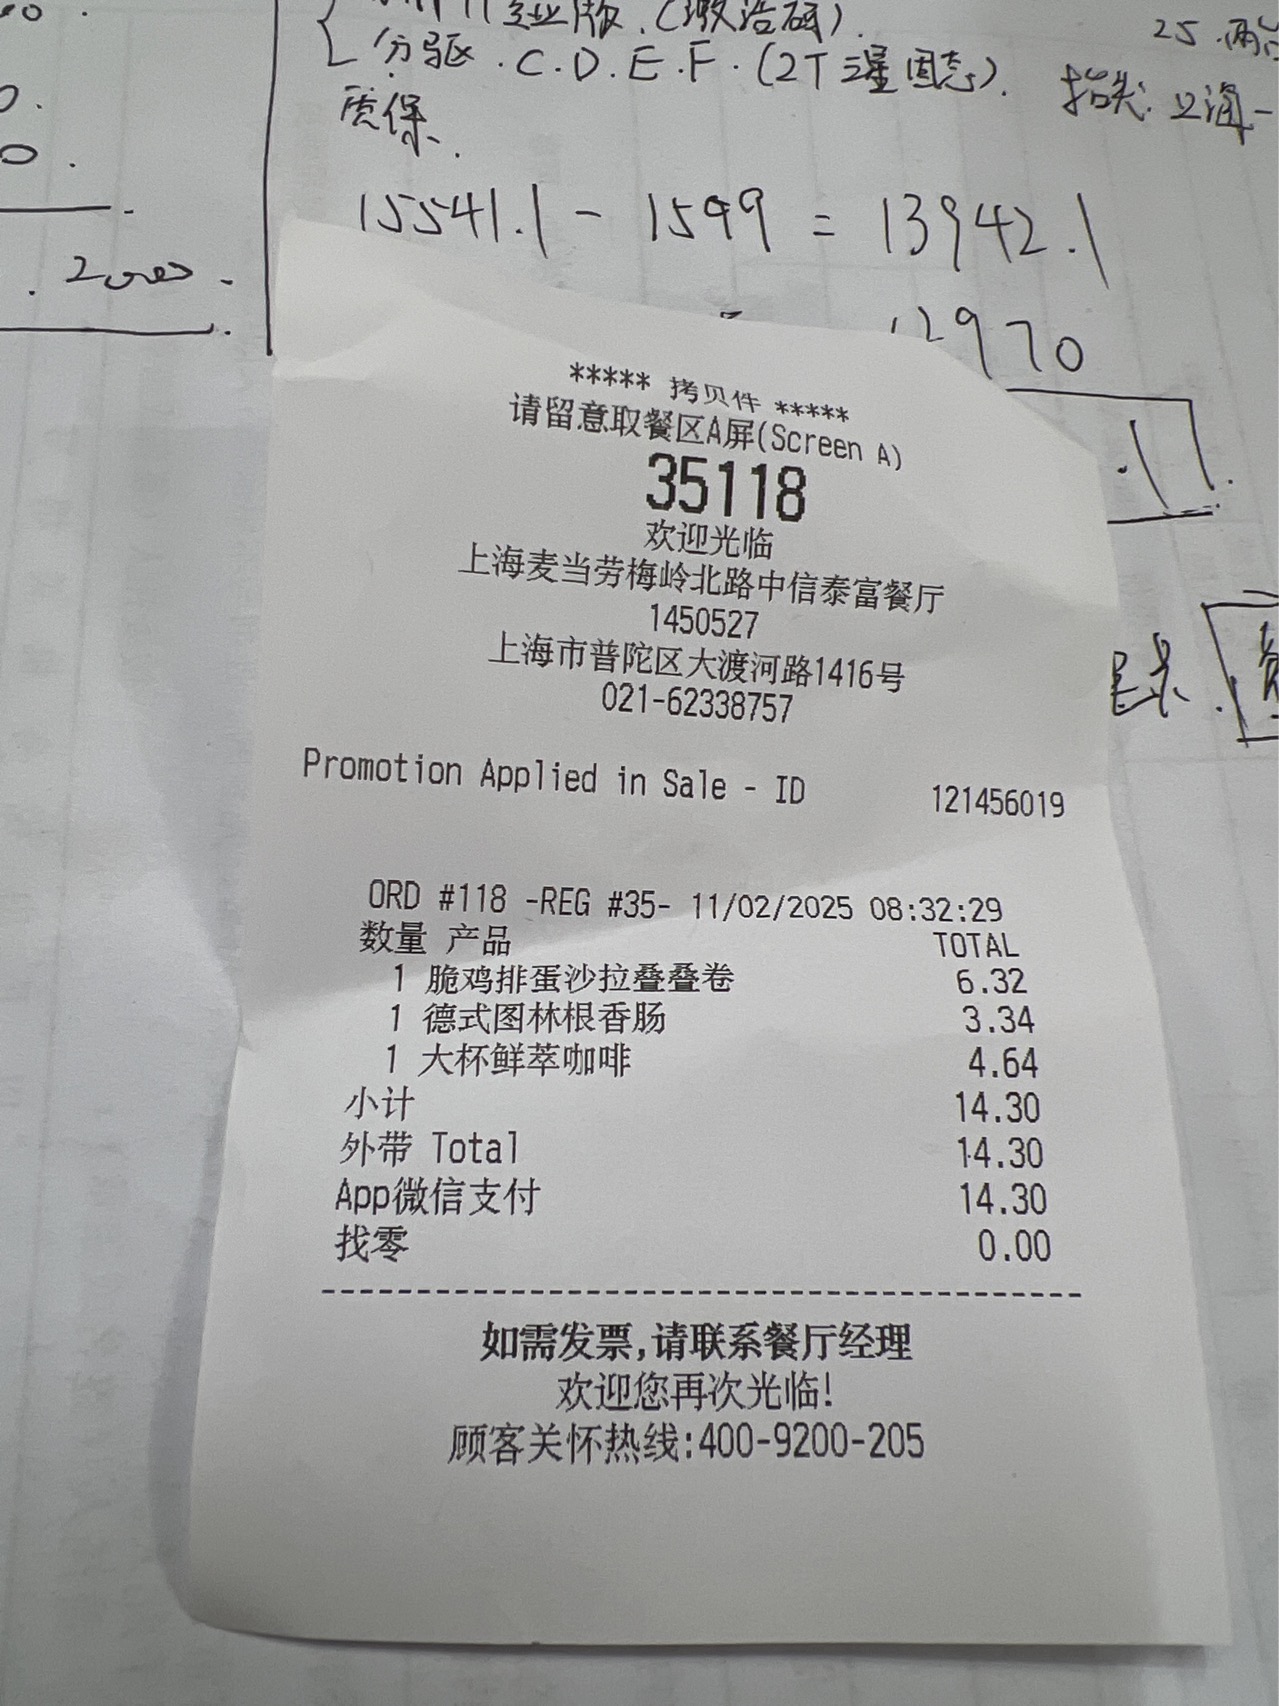 分驱.C.D.E.F.(2T三星固态).
质保.
15541.1 - 1599 = 13942.1
2000.
12970
***** 拷贝件 *****
请留意取餐区A屏(Screen A)
35118
欢迎光临
上海麦当劳梅岭北路中信泰富餐厅
1450527
上海市普陀区大渡河路1416号
021-62338757
Promotion Applied in Sale - ID 121456019
ORD #118 -REG #35- 11/02/2025 08:32:29
数量 产品 TOTAL
1 脆鸡排蛋沙拉叠叠卷 6.32
1 德式图林根香肠 3.34
1 大杯鲜萃咖啡 4.64
小计 14.30
外带 Total 14.30
App微信支付 14.30
找零 0.00
如需发票,请联系餐厅经理
欢迎您再次光临!
顾客关怀热线:400-9200-205